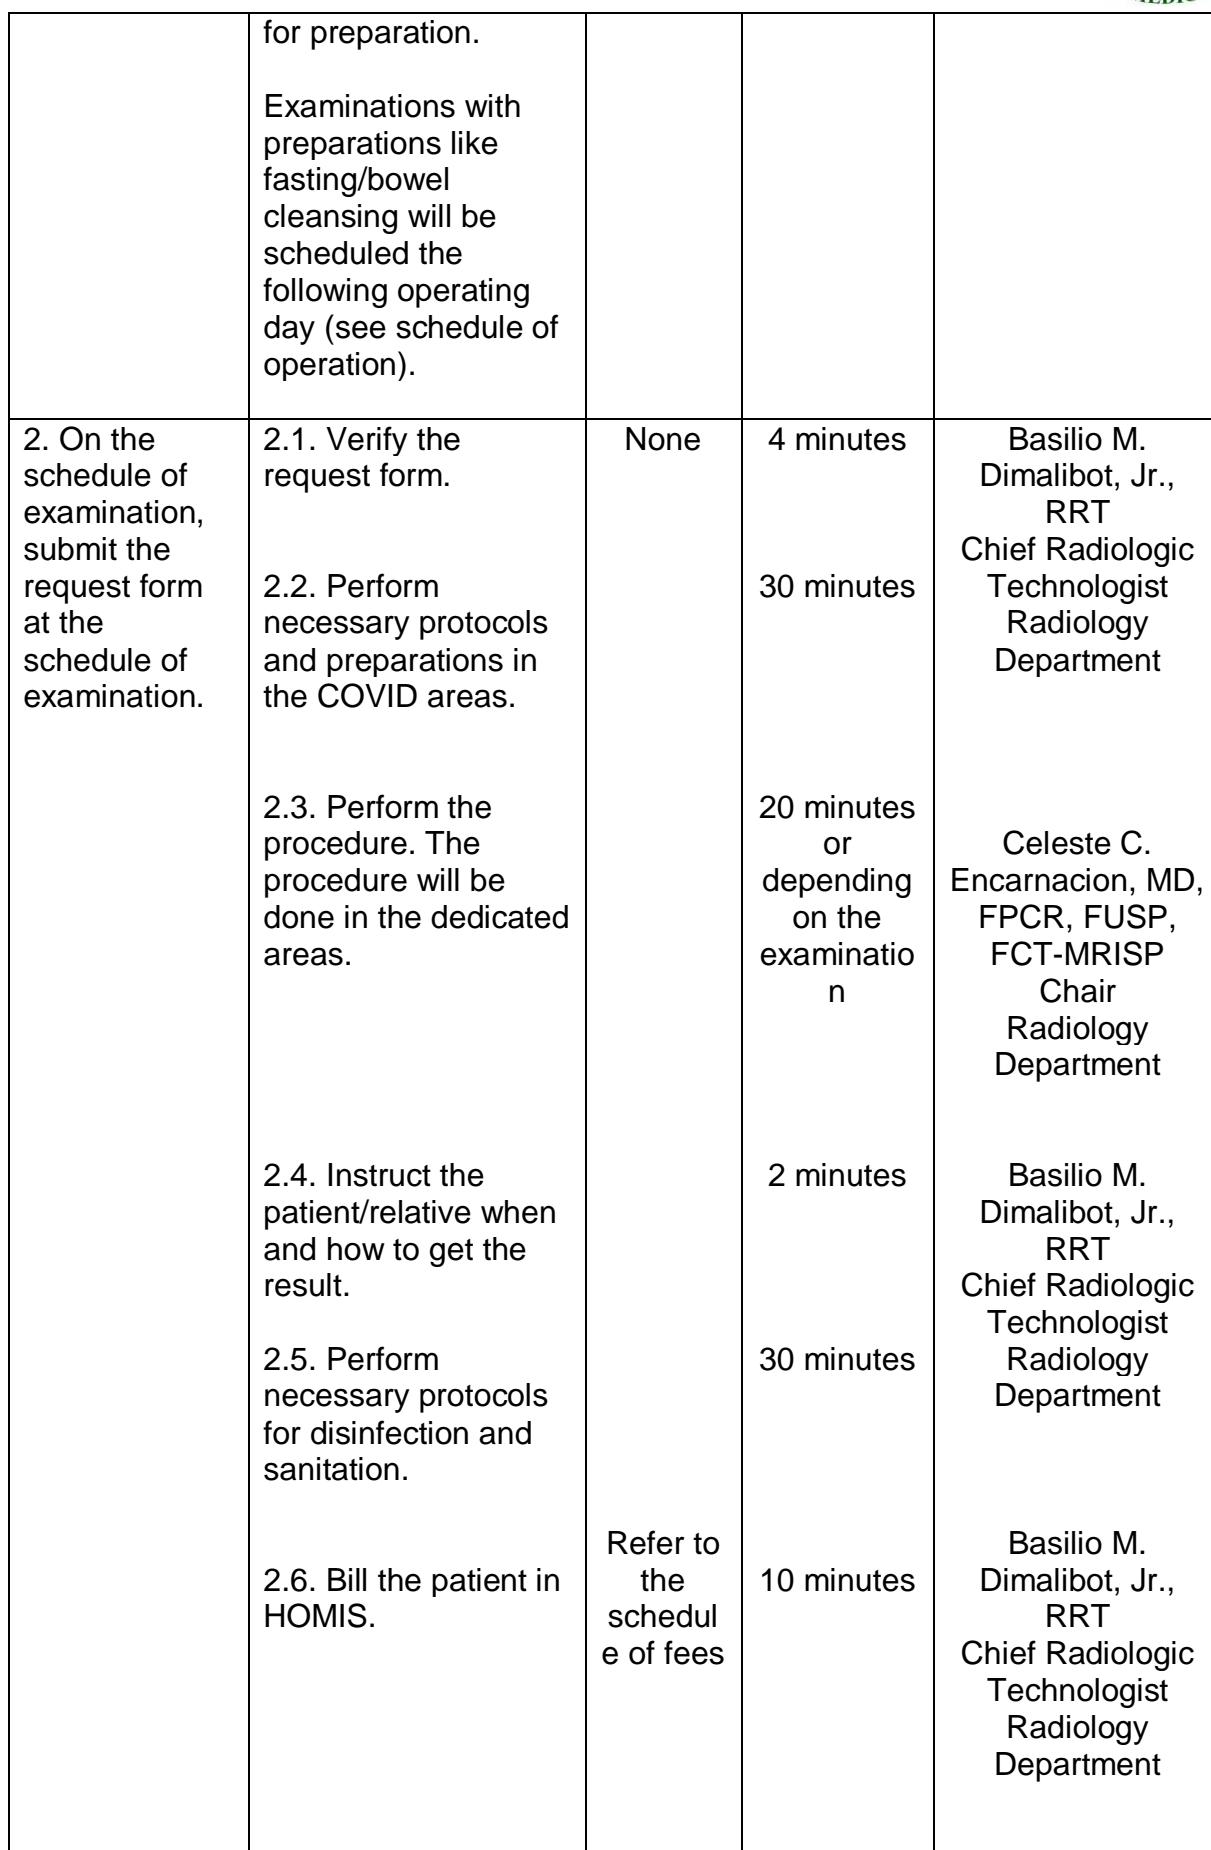 for preparation.
Examinations with
preparations like
fasting/bowel
cleansing will be
scheduled the
following operating
day (see schedule of
operation).
2. On the
schedule of
examination,
submit the
request form
at the
schedule of
examination.
2.1. Verify the
request form.
2.2. Perform
necessary protocols
and preparations in
the COVID areas.
2.3. Perform the
procedure. The
procedure will be
done in the dedicated
areas.
2.4. Instruct the
patient/relative when
and how to get the
result.
2.5. Perform
necessary protocols
for disinfection and
sanitation.
2.6. Bill the patient in
HOMIS.
None
Refer to
the
schedul
e of fees
4 minutes
30 minutes
20 minutes
or
depending
on the
examinatio
n
2 minutes
30 minutes
10 minutes
Basilio M.
Dimalibot, Jr.,
RRT
Chief Radiologic
Technologist
Radiology
Department
Celeste C.
Encarnacion, MD,
FPCR, FUSP,
FCT-MRISP
Chair
Radiology
Department
Basilio M.
Dimalibot, Jr.,
RRT
Chief Radiologic
Technologist
Radiology
Department
Basilio M.
Dimalibot, Jr.,
RRT
Chief Radiologic
Technologist
Radiology
Department